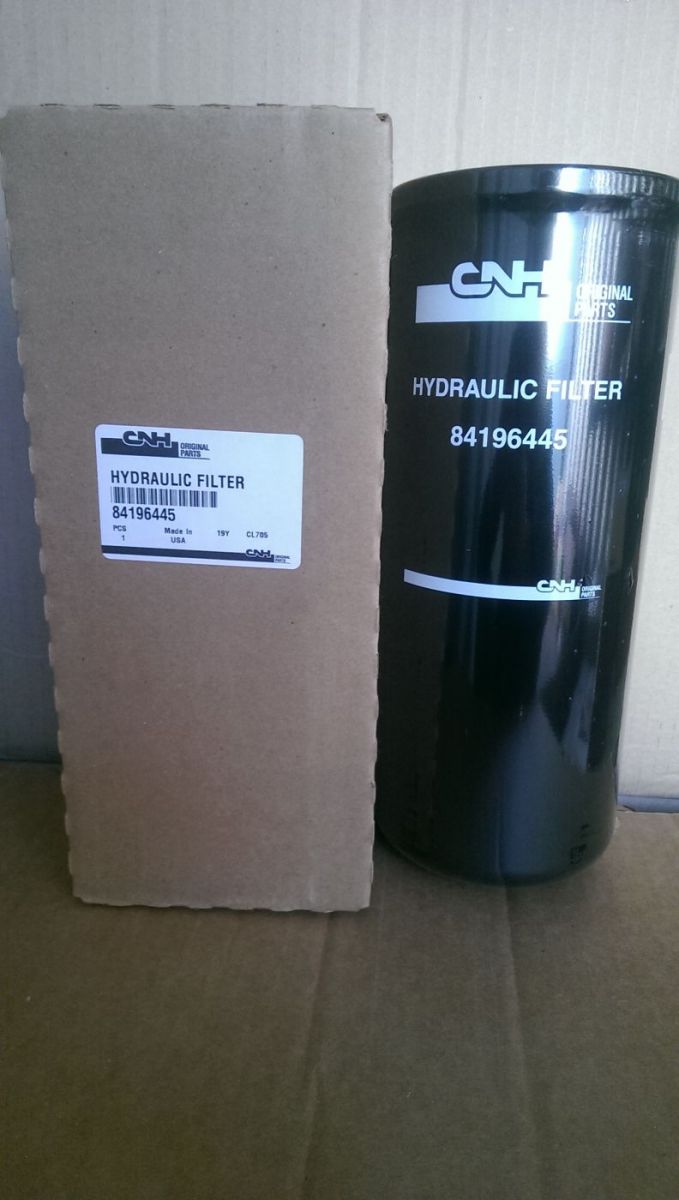 CNH ORIGINAL
PARTS
HYDRAULIC FILTER
84196445
PCS Made In 19Y CL705
1 USA
CNH ORIGINAL
PARTS
CNH ORIGINAL
PARTS
HYDRAULIC FILTER
84196445
CNH ORIGINAL
PARTS